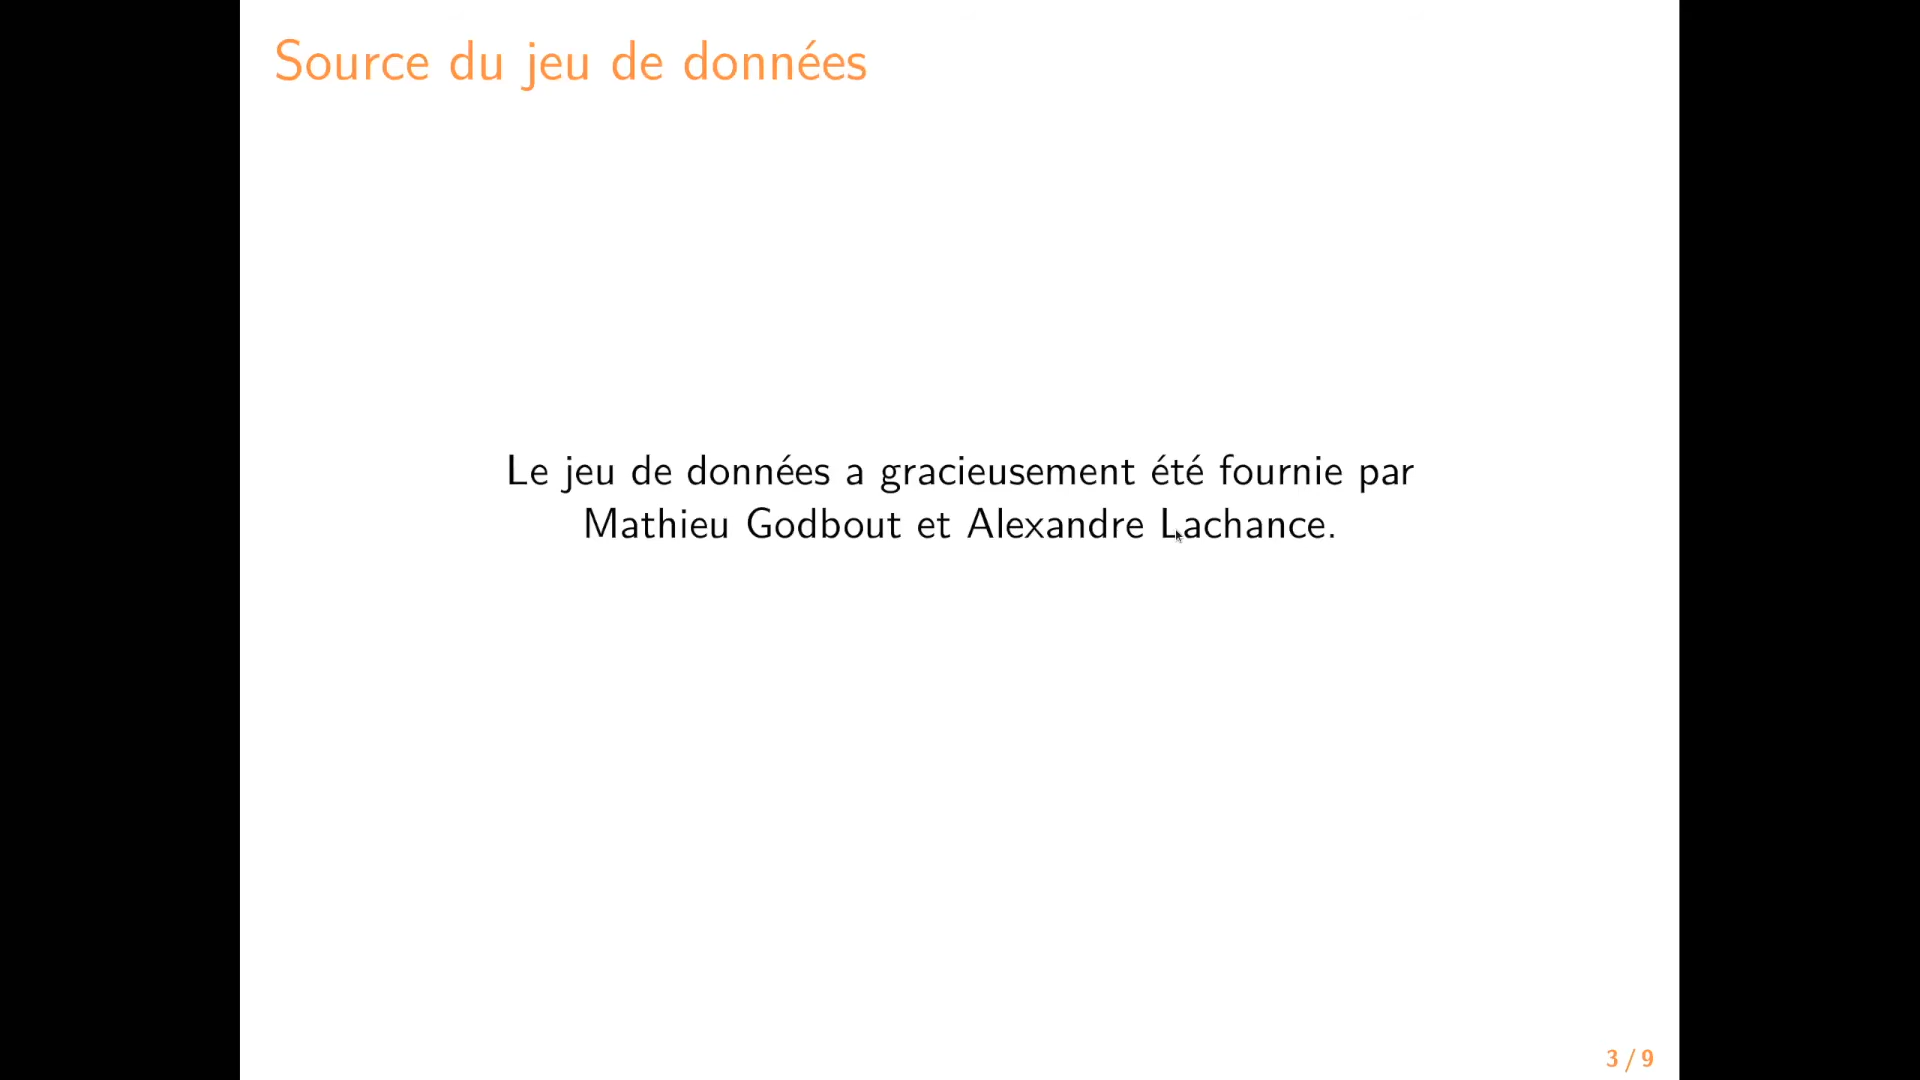 Source du jeu de données
Le jeu de données a gracieusement été fournie par
Mathieu Godbout et Alexandre Lachance.
3 / 9